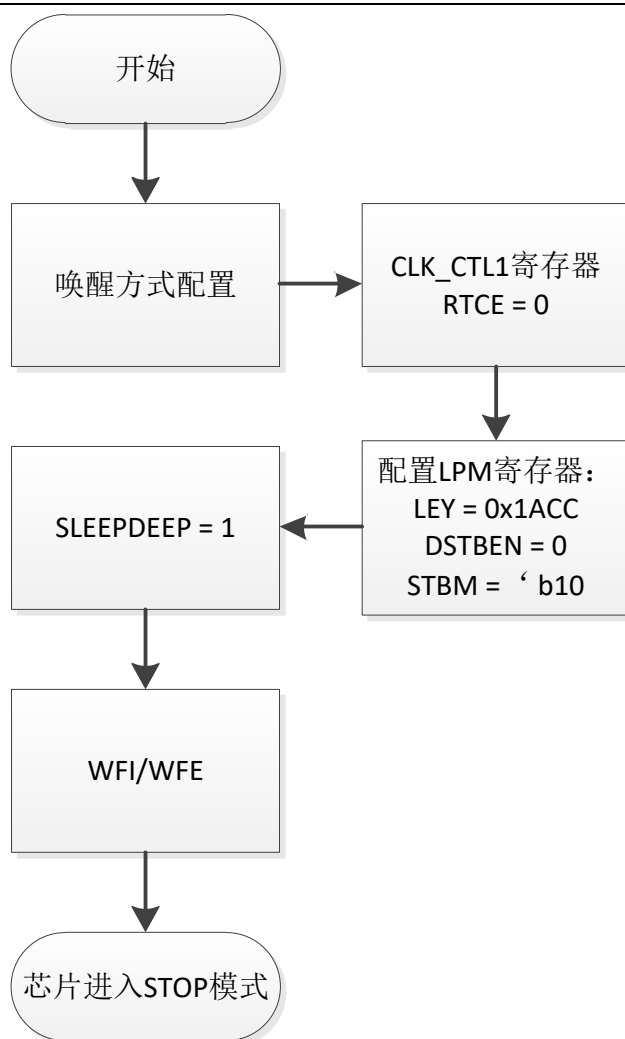 开始
唤醒方式配置
CLK_CTL1寄存器
RTCE = 0
配置LPM寄存器：
LEY = 0x1ACC
DSTBEN = 0
STBM = ‘ b10
SLEEPDEEP = 1
WFI/WFE
芯片进入STOP模式